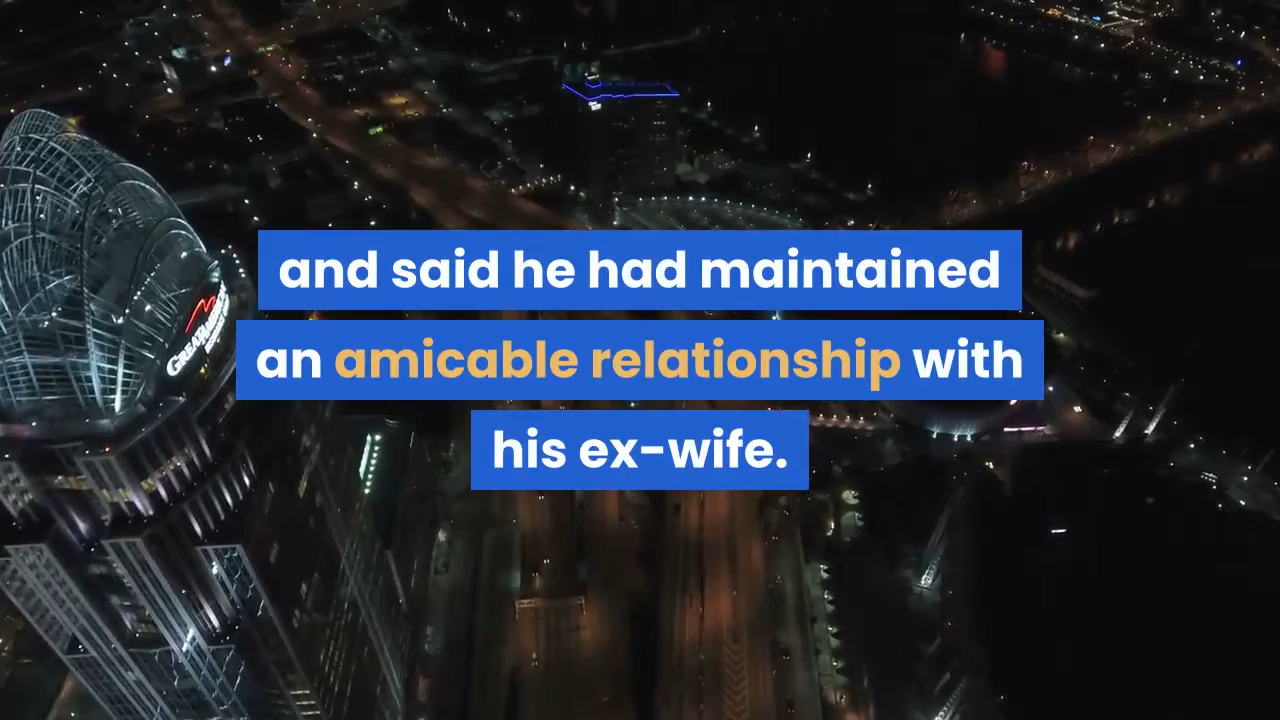 and said he had maintained
an amicable relationship with
his ex-wife.